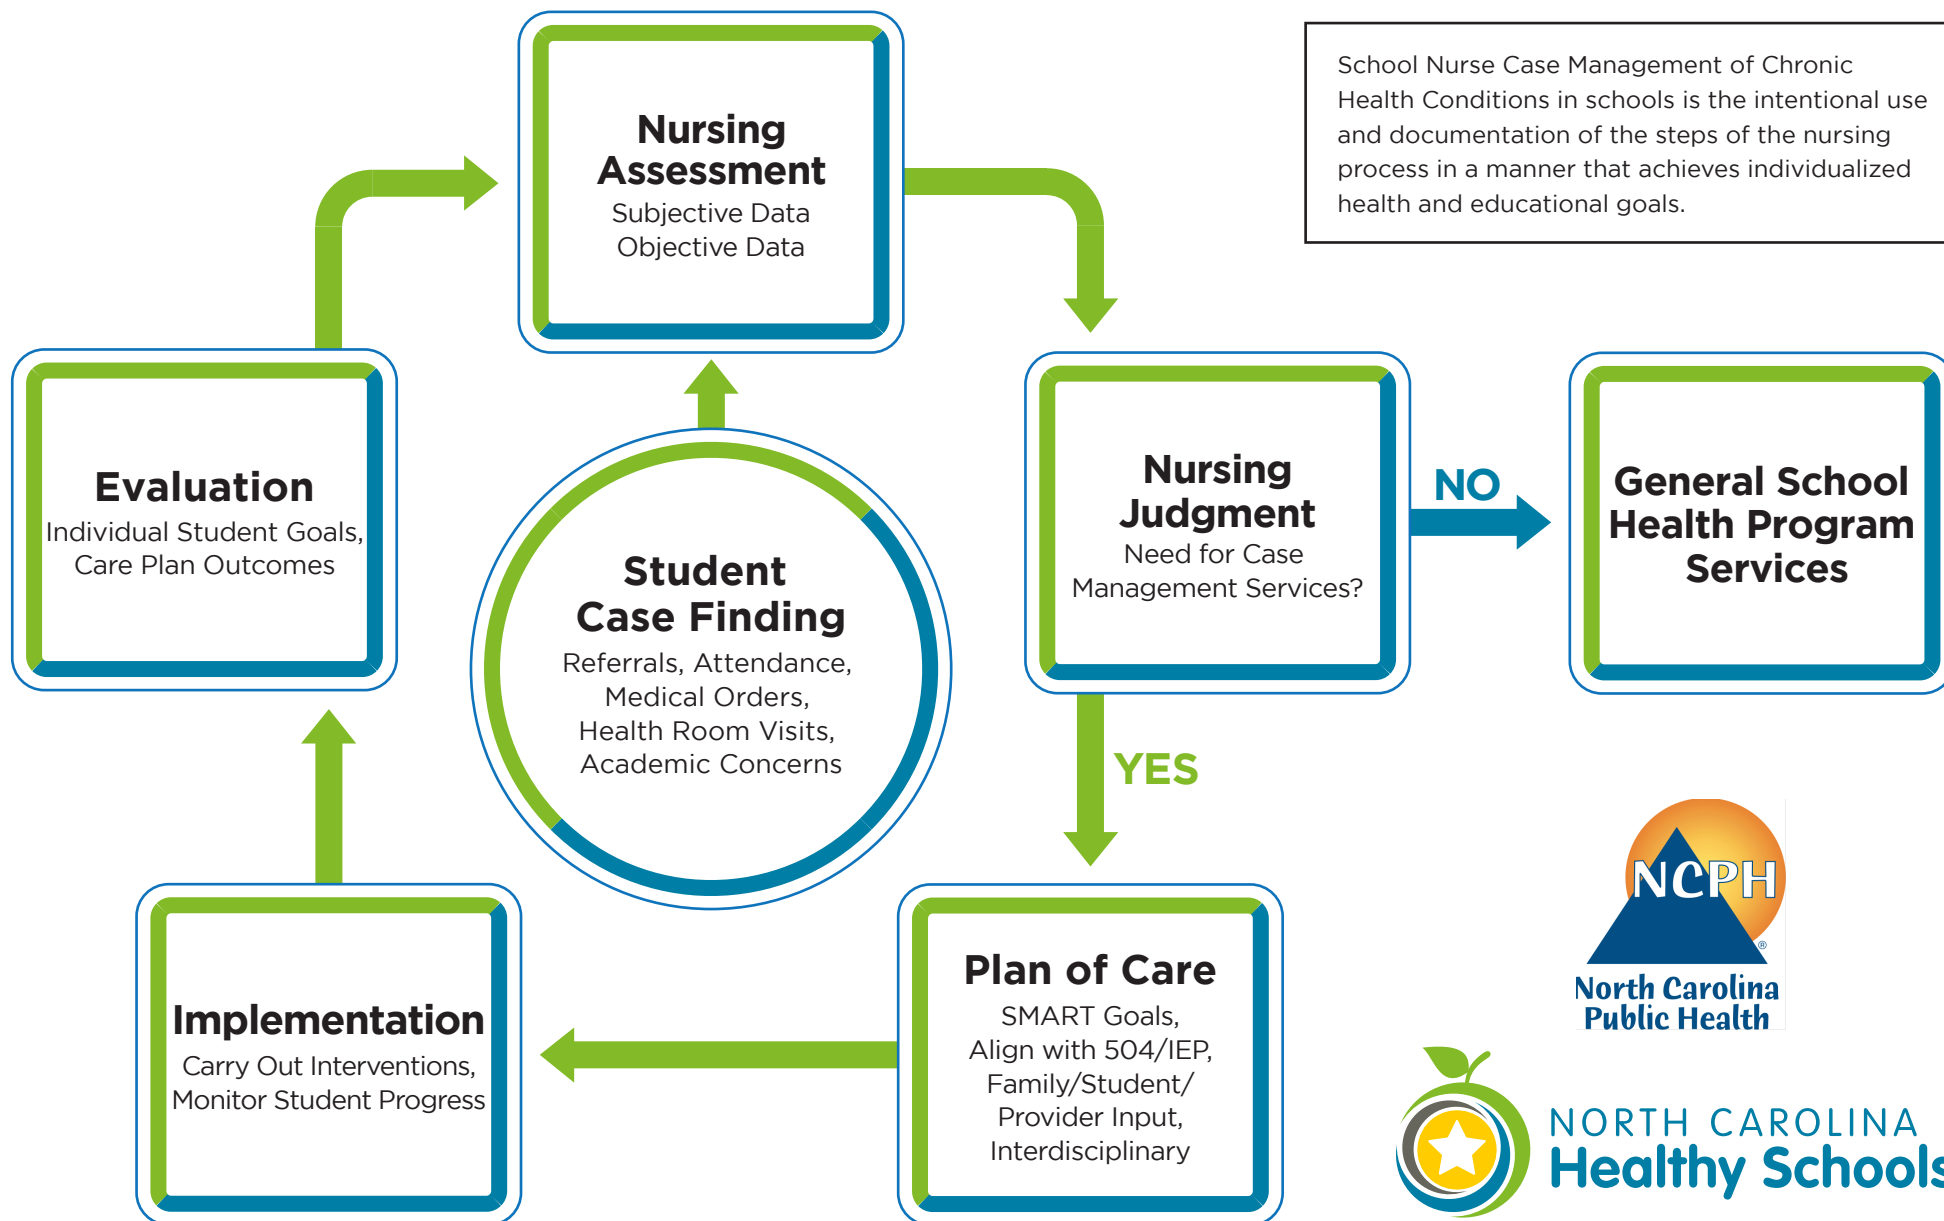 School Nurse Case Management of Chronic
Health Conditions in schools is the intentional use
and documentation of the steps of the nursing
process in a manner that achieves individualized
health and educational goals.
Nursing
Assessment
Subjective Data
Objective Data
Nursing
Judgment
Need for Case
Management Services?
NO
General School
Health Program
Services
YES
Evaluation
Individual Student Goals,
Care Plan Outcomes
Student
Case Finding
Referrals, Attendance,
Medical Orders,
Health Room Visits,
Academic Concerns
Implementation
Carry Out Interventions,
Monitor Student Progress
Plan of Care
SMART Goals,
Align with 504/IEP,
Family/Student/
Provider Input,
Interdisciplinary
NCPH
®
North Carolina
Public Health
NORTH CAROLINA
Healthy Schools